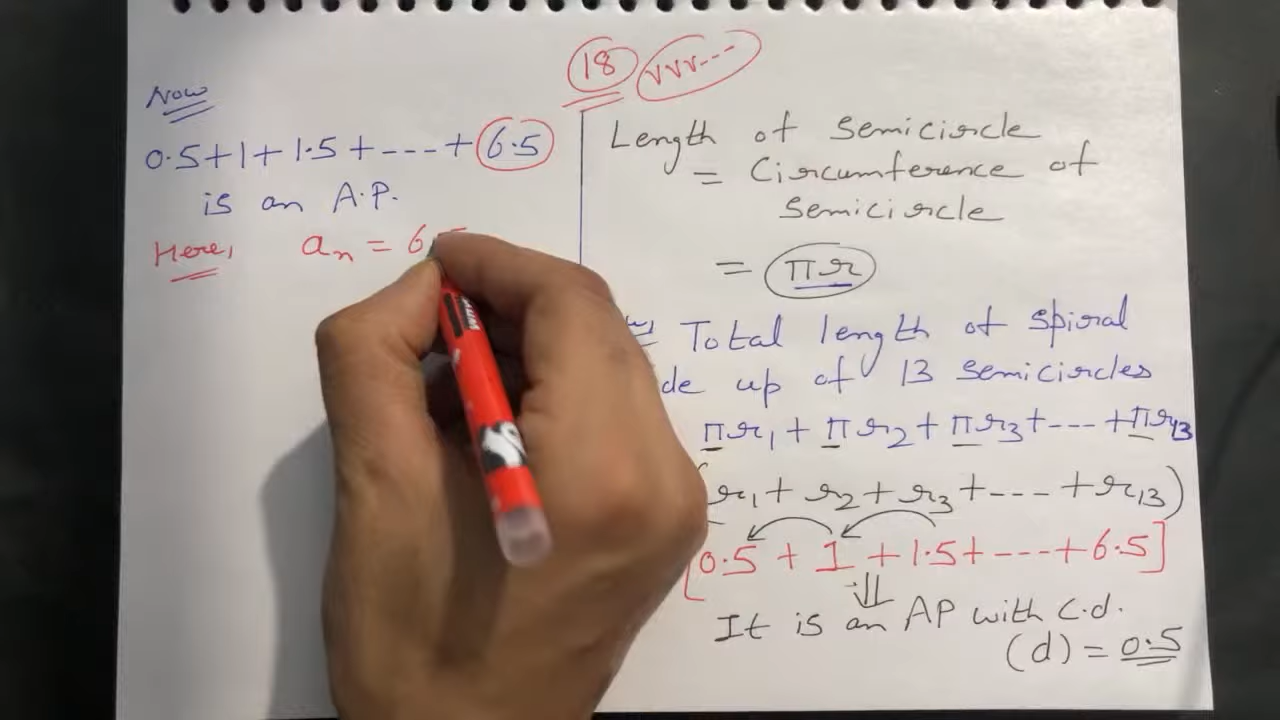 18 VVV---
Now
0.5+1+1.5+---+6.5
is an A.P.
Here, an = 6.5
Length of semicircle
= Circumference of
semicircle
= πr
Total length of spiral
de up of 13 semicircles
πr1 + πr2 + πr3 +---+πr13
(r1 + r2 + r3 +---+r13)
[0.5 + 1 + 1.5+---+6.5]
It is an AP with C.d.
(d) = 0.5